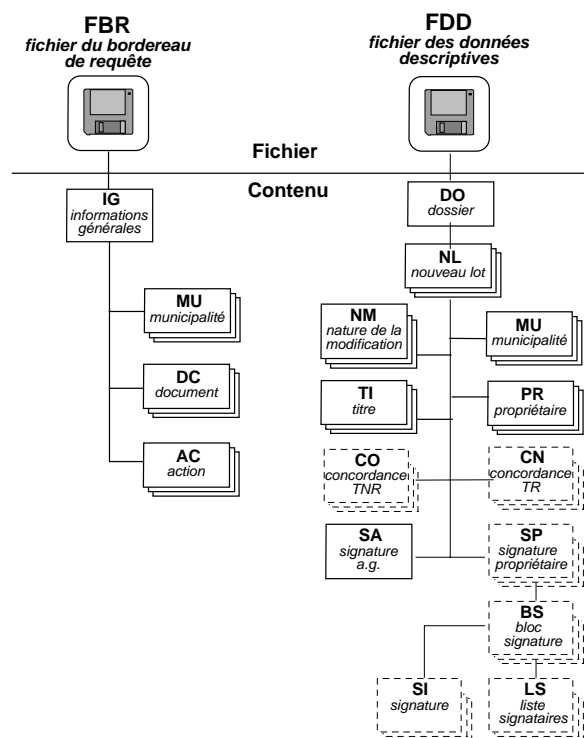 FBR
fichier du bordereau
de requête
FDD
fichier des données
descriptives
Fichier
Contenu
IG
informations
générales
MU
municipalité
DC
document
AC
action
DO
dossier
NL
nouveau lot
NM
nature de la
modification
MU
municipalité
TI
titre
PR
propriétaire
CO
concordance
TNR
CN
concordance
TR
SA
signature
a.g.
SP
signature
propriétaire
BS
bloc
signature
SI
signature
LS
liste
signataires